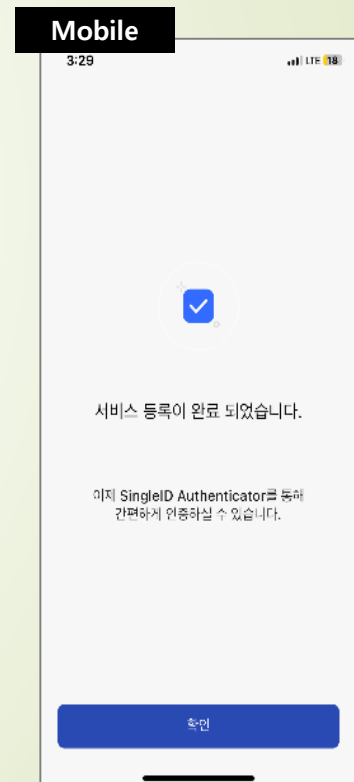 Mobile
3:29
LTE 18
서비스 등록이 완료 되었습니다.
이제 SingleID Authenticator를 통해
간편하게 인증하실 수 있습니다.
확인